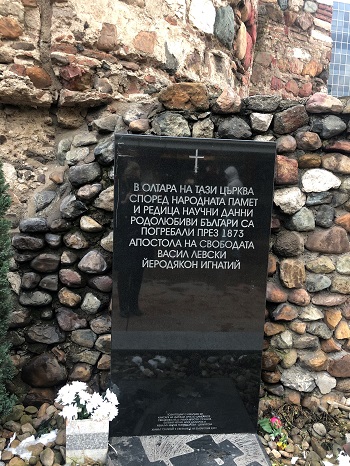 В ОЛТАРА НА ТАЗИ ЦЪРКВА
СПОРЕД НАРОДНАТА ПАМЕТ
И РЕДИЦА НАУЧНИ ДАННИ
РОДОЛЮБИВИ БЪЛГАРИ СА
ПОГРЕБАЛИ ПРЕЗ 1873
АПОСТОЛА НА СВОБОДАТА
ВАСИЛ ЛЕВСКИ
ЙЕРОДЯКОН ИГНАТИЙ